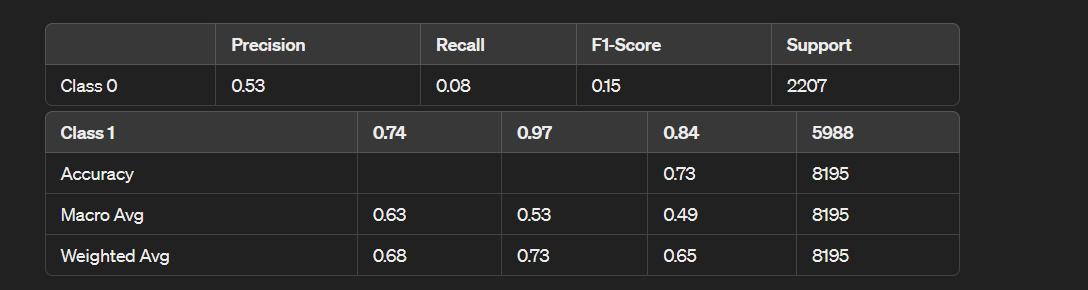 Precision Recall F1-Score Support
Class 0 0.53 0.08 0.15 2207
Class 1 0.74 0.97 0.84 5988
Accuracy 0.73 8195
Macro Avg 0.63 0.53 0.49 8195
Weighted Avg 0.68 0.73 0.65 8195